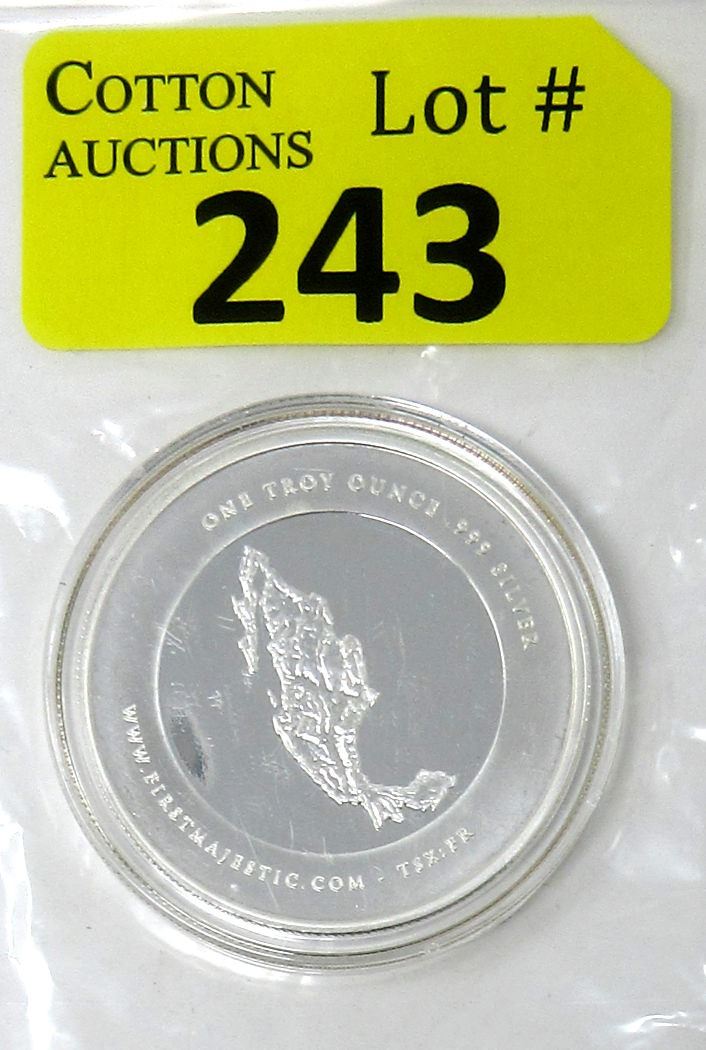 COTTON
AUCTIONS
Lot #
243
ONE TROY OUNCE .999 SILVER
WWW.FIRSTMAJESTIC.COM · TSX:FR